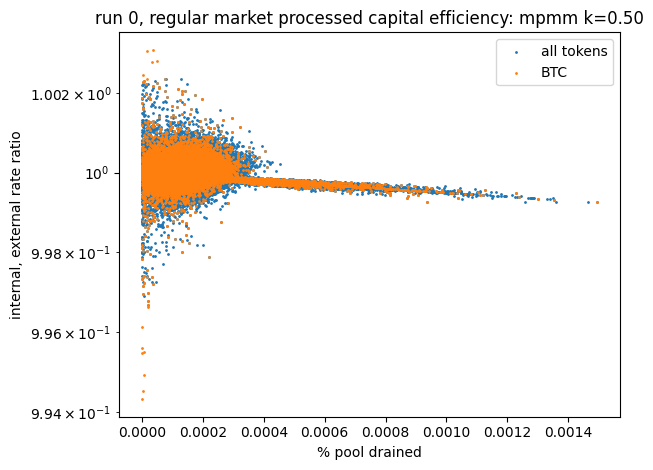 run 0, regular market processed capital efficiency: mpmm k=0.50
all tokens
BTC
internal, external rate ratio
1.002 × 10⁰
10⁰
9.98 × 10⁻¹
9.96 × 10⁻¹
9.94 × 10⁻¹
0.0000 0.0002 0.0004 0.0006 0.0008 0.0010 0.0012 0.0014
% pool drained